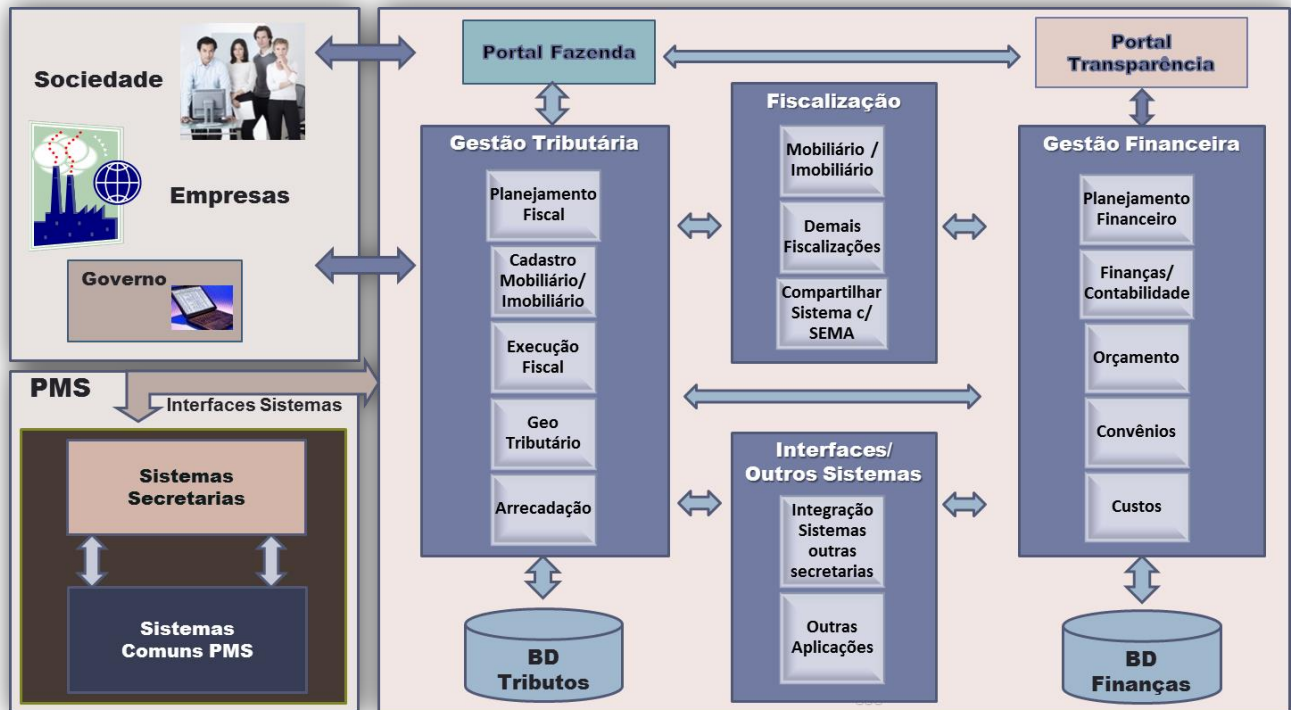 Sociedade
Empresas
Governo
PMS
Interfaces Sistemas
Sistemas
Secretarias
Sistemas
Comuns PMS
Portal Fazenda
Portal
Transparência
Gestão Tributária
Planejamento
Fiscal
Cadastro
Mobiliário/
Imobiliário
Execução
Fiscal
Geo
Tributário
Arrecadação
BD
Tributos
Fiscalização
Mobiliário /
Imobiliário
Demais
Fiscalizações
Compartilhar
Sistema c/
SEMA
Interfaces/
Outros Sistemas
Integração
Sistemas
outras
secretarias
Outras
Aplicações
Gestão Financeira
Planejamento
Financeiro
Finanças/
Contabilidade
Orçamento
Convênios
Custos
BD
Finanças